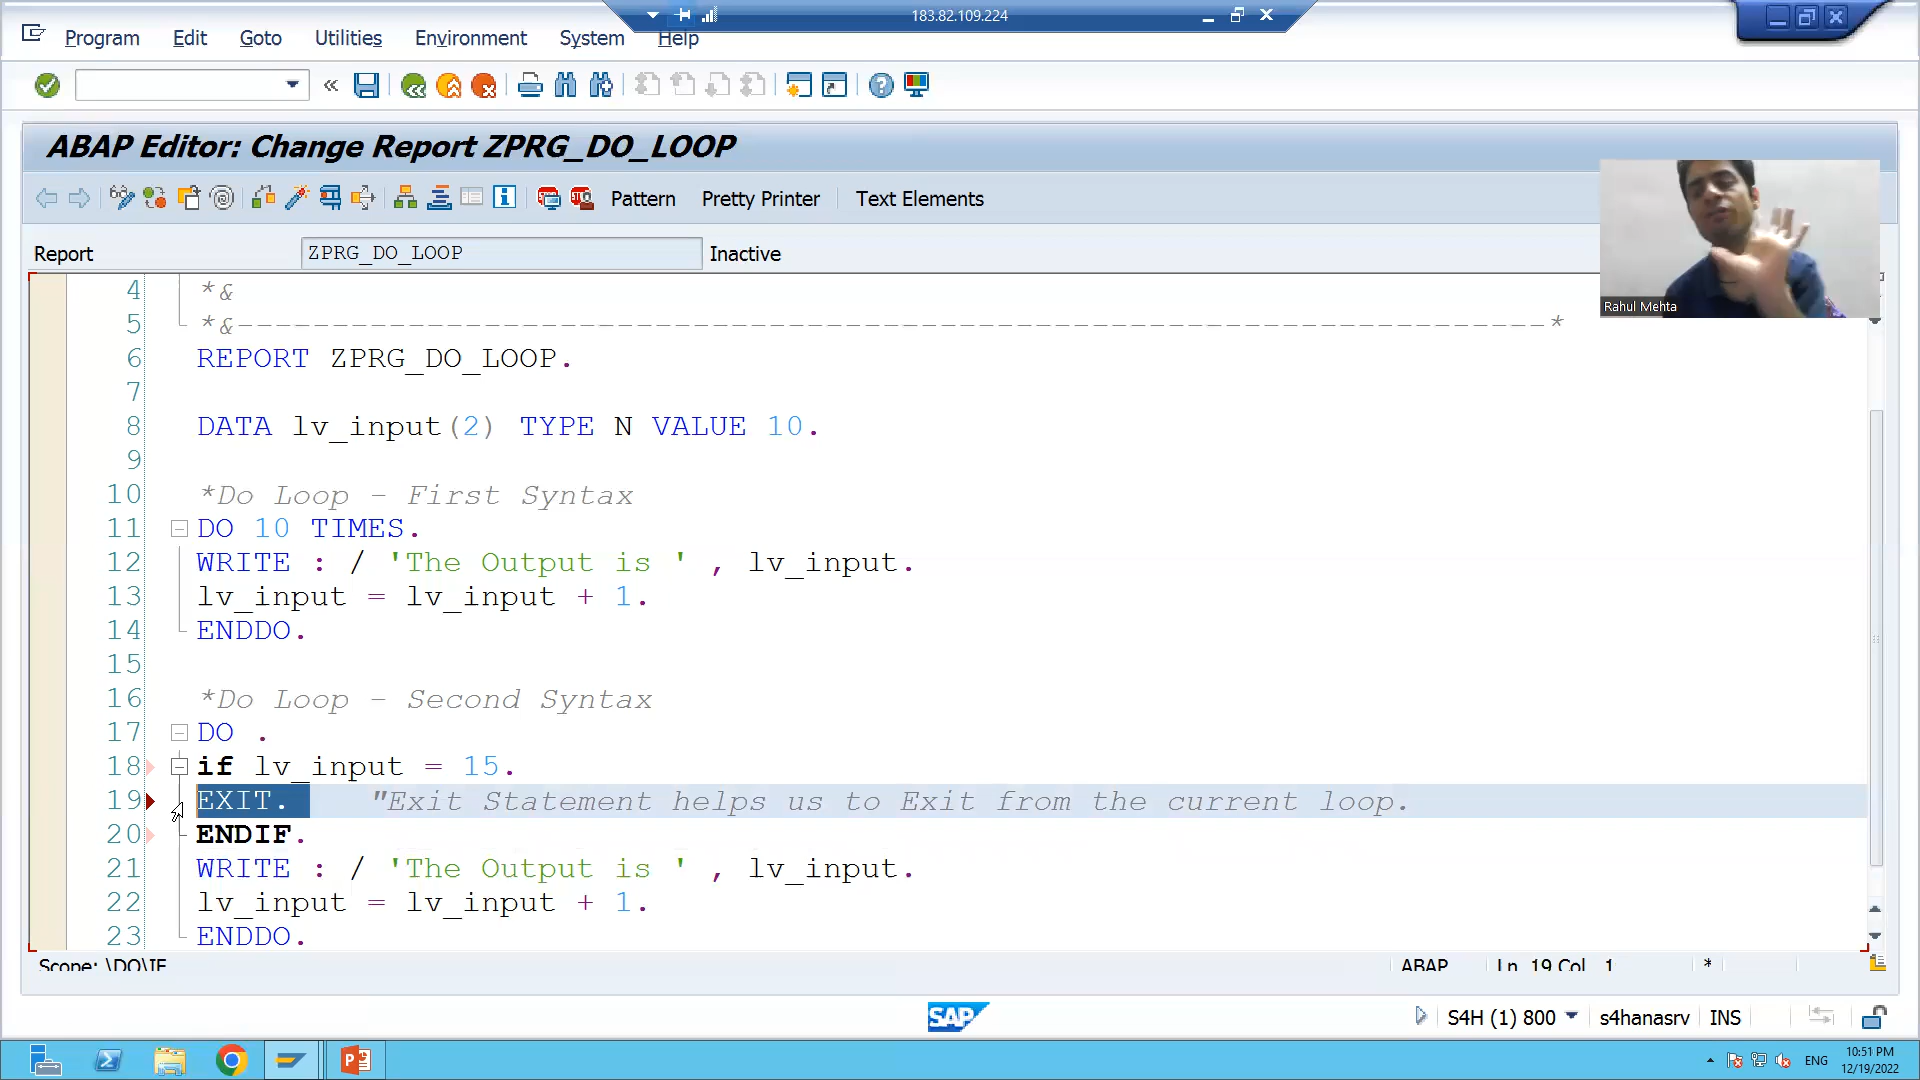 183.82.109.224
Program Edit Goto Utilities Environment System Help
ABAP Editor: Change Report ZPRG_DO_LOOP
Pattern Pretty Printer Text Elements
Report ZPRG_DO_LOOP Inactive
Rahul Mehta
4 *&
5 *&---------------------------------------------------------------------*
6 REPORT ZPRG_DO_LOOP.
7
8 DATA lv_input(2) TYPE N VALUE 10.
9
10 *Do Loop - First Syntax
11 DO 10 TIMES.
12 WRITE : / 'The Output is ' , lv_input.
13 lv_input = lv_input + 1.
14 ENDDO.
15
16 *Do Loop - Second Syntax
17 DO .
18 if lv_input = 15.
19 EXIT. "Exit Statement helps us to Exit from the current loop.
20 ENDIF.
21 WRITE : / 'The Output is ' , lv_input.
22 lv_input = lv_input + 1.
23 ENDDO.
Scope: \DO\IF ABAP Ln 19 Col 1 *
SAP S4H (1) 800 s4hanasrv INS
ENG 10:51 PM
12/19/2022